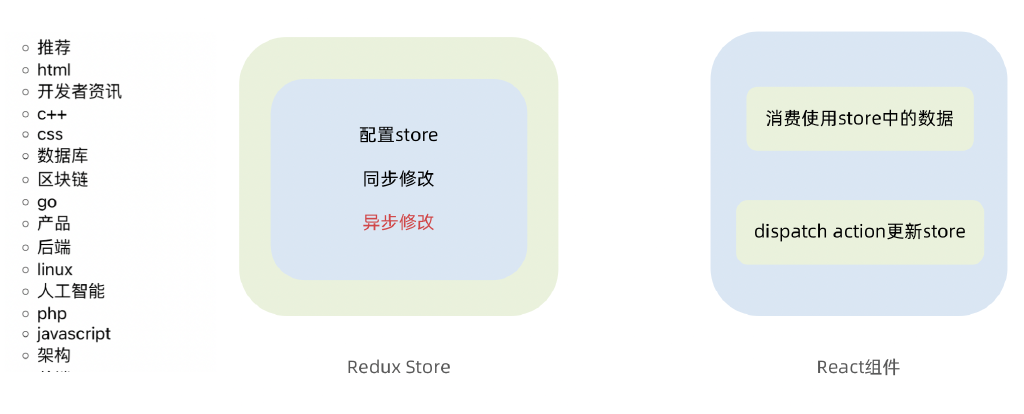 推荐
html
开发者资讯
c++
css
数据库
区块链
go
产品
后端
linux
人工智能
php
javascript
架构
配置store
同步修改
异步修改
Redux Store
消费使用store中的数据
dispatch action更新store
React组件